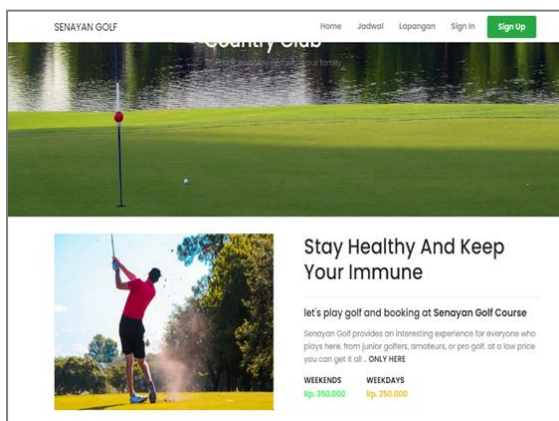 SENAYAN GOLF
Home Jadwal Lapangan Sign In Sign Up
Country Club
your family
Stay Healthy And Keep
Your Immune
let's play golf and booking at Senayan Golf Course
Senayan Golf provides an interesting experience for everyone who
plays here. from junior golfers, amateurs, or pro golf. at a low price
you can get it all .. ONLY HERE
WEEKENDS WEEKDAYS
Rp. 350.000 Rp. 250.000